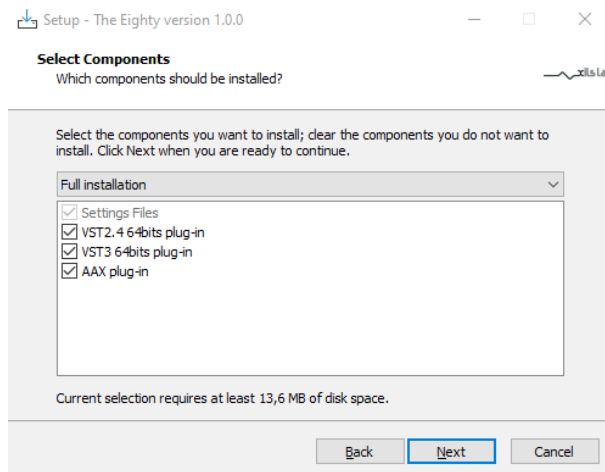 Setup - The Eighty version 1.0.0
Select Components
Which components should be installed?
Select the components you want to install; clear the components you do not want to
install. Click Next when you are ready to continue.
Full installation
Settings Files
VST2.4 64bits plug-in
VST3 64bits plug-in
AAX plug-in
Current selection requires at least 13,6 MB of disk space.
Back
Next
Cancel